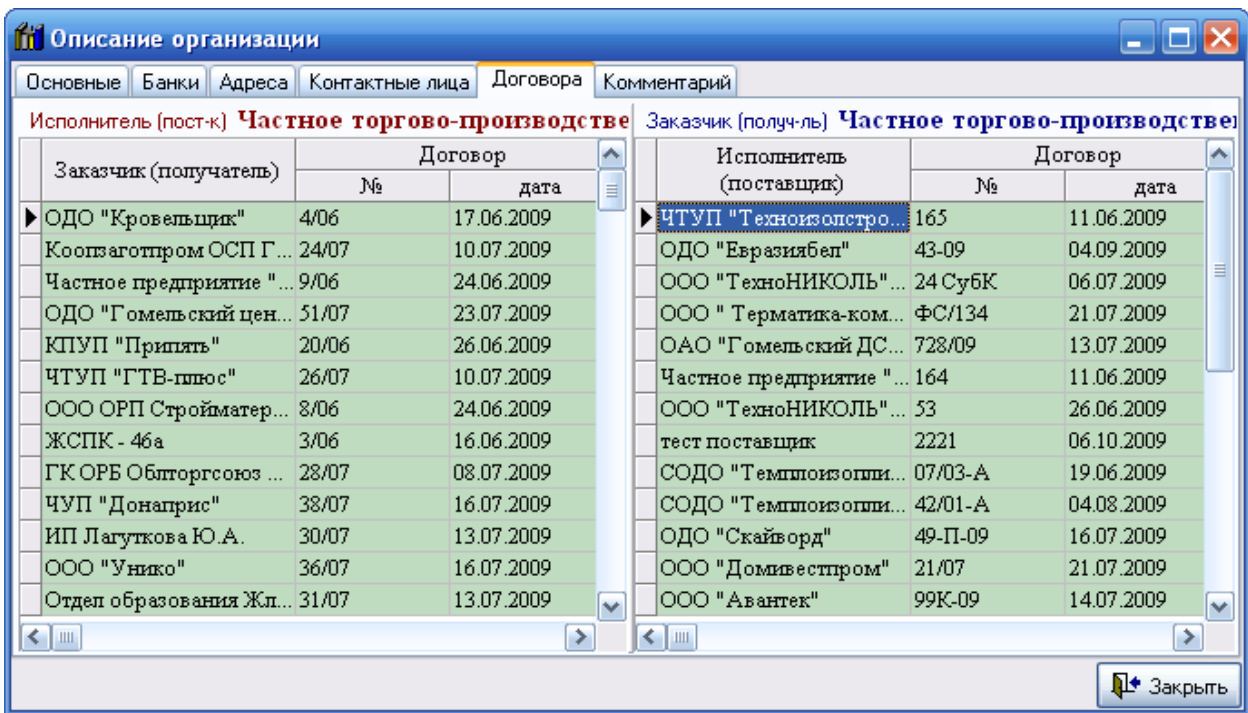 Описание организации
Основные Банки Адреса Контактные лица Договора Комментарий
Исполнитель (пост-к) Частное торгово-производстве
Заказчик (получатель) Договор
№ дата
ОДО "Кровельщик" 4/06 17.06.2009
Коопзаготпром ОСП Г... 24/07 10.07.2009
Частное предприятие "... 9/06 24.06.2009
ОДО "Гомельский цен... 51/07 23.07.2009
КПУП "Припять" 20/06 26.06.2009
ЧТУП "ГТВ-плюс" 26/07 10.07.2009
ООО ОРП Стройматер... 8/06 24.06.2009
ЖСПК - 46а 3/06 16.06.2009
ГК ОРБ Облторгсоюз ... 28/07 08.07.2009
ЧУП "Донаприс" 38/07 16.07.2009
ИП Лагуткова Ю.А. 30/07 13.07.2009
ООО "Унико" 36/07 16.07.2009
Отдел образования Жл... 31/07 13.07.2009
Заказчик (получ-ль) Частное торгово-производстве
Исполнитель (поставщик) Договор
№ дата
ЧТУП "Техноизолстро... 165 11.06.2009
ОДО "Евразиябел" 43-09 04.09.2009
ООО "ТехноНИКОЛЬ"... 24 СубК 06.07.2009
ООО " Терматика-ком... ФС/134 21.07.2009
ОАО "Гомельский ДС... 728/09 13.07.2009
Частное предприятие "... 164 11.06.2009
ООО "ТехноНИКОЛЬ"... 53 26.06.2009
тест поставщик 2221 06.10.2009
СОДО "Темплоизопли... 07/03-А 19.06.2009
СОДО "Темплоизопли... 42/01-А 04.08.2009
ОДО "Скайворд" 49-П-09 16.07.2009
ООО "Домивестпром" 21/07 21.07.2009
ООО "Авантек" 99К-09 14.07.2009
Закрыть